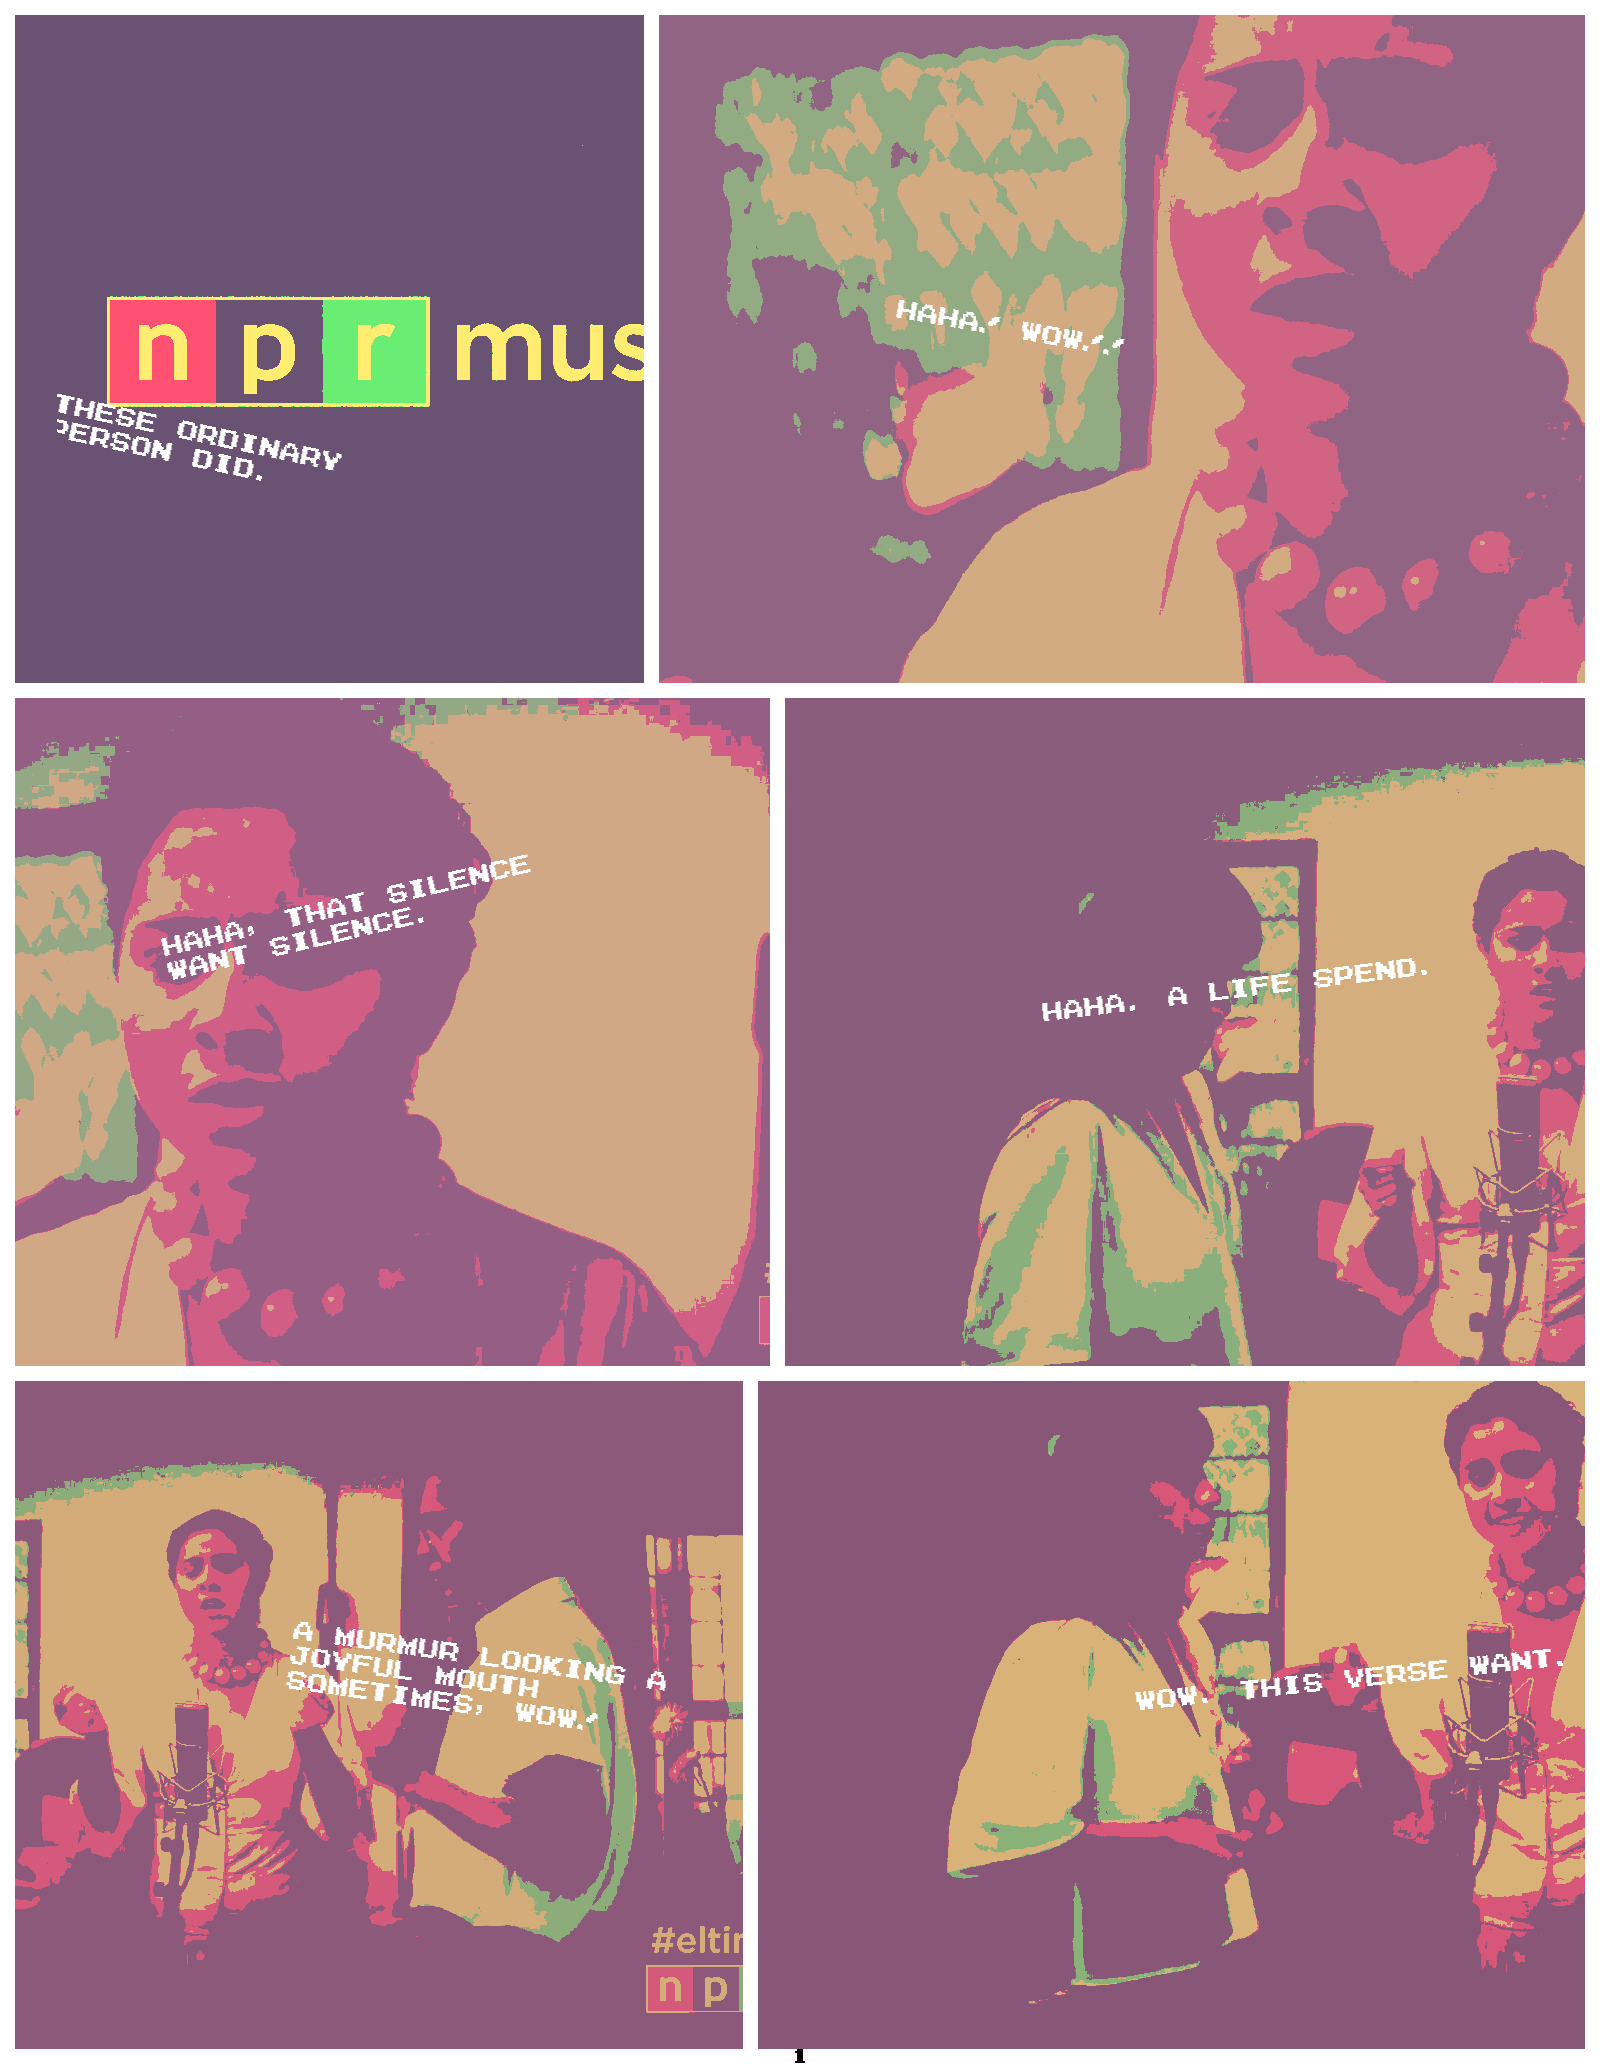 npr mus
THESE ORDINARY
PERSON DID.
HAHA! WOW!!
HAHA, THAT SILENCE
WANT SILENCE.
HAHA. A LIFE SPEND.
A MURMUR LOOKING A
JOYFUL MOUTH
SOMETIMES, WOW!
#eltin
np
WOW. THIS VERSE WANT.
1